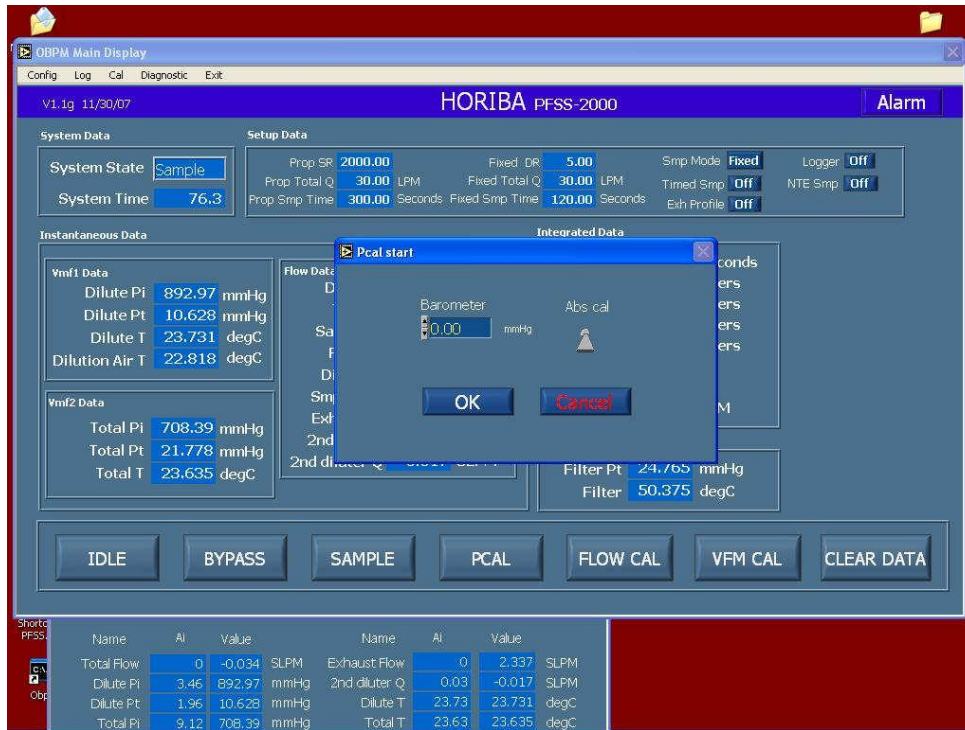 OBPM Main Display
Config Log Cal Diagnostic Exit
V1.1g 11/30/07 HORIBA PFSS-2000 Alarm
System Data
System State Sample
System Time 76.3
Setup Data
Prop SR 2000.00 Fixed DR 5.00 Smp Mode Fixed Logger Off
Prop Total Q 30.00 LPM Fixed Total Q 30.00 LPM Timed Smp Off NTE Smp Off
Prop Smp Time 300.00 Seconds Fixed Smp Time 120.00 Seconds Exh Profile Off
Instantaneous Data
Integrated Data
Vmf1 Data
Dilute Pi 892.97 mmHg
Dilute Pt 10.628 mmHg
Dilute T 23.731 degC
Dilution Air T 22.818 degC
Vmf2 Data
Total Pi 708.39 mmHg
Total Pt 21.778 mmHg
Total T 23.635 degC
Flow Data
D
Sa
F
Di
Smp
Exh
2nd
2nd diluter Q
Pcal start
Barometer Abs cal
0.00 mmHg
OK Cancel
conds
ers
ers
ers
ers
M
Filter Pt 24.765 mmHg
Filter 50.375 degC
IDLE BYPASS SAMPLE PCAL FLOW CAL VFM CAL CLEAR DATA
Shortc
PFSS.
C:\
Obp
Name AI Value Name AI Value
Total Flow 0 -0.034 SLPM Exhaust Flow 0 2.337 SLPM
Dilute Pi 3.46 892.97 mmHg 2nd diluter Q 0.03 -0.017 SLPM
Dilute Pt 1.96 10.628 mmHg Dilute T 23.73 23.731 degC
Total Pi 9.12 708.39 mmHg Total T 23.63 23.635 degC